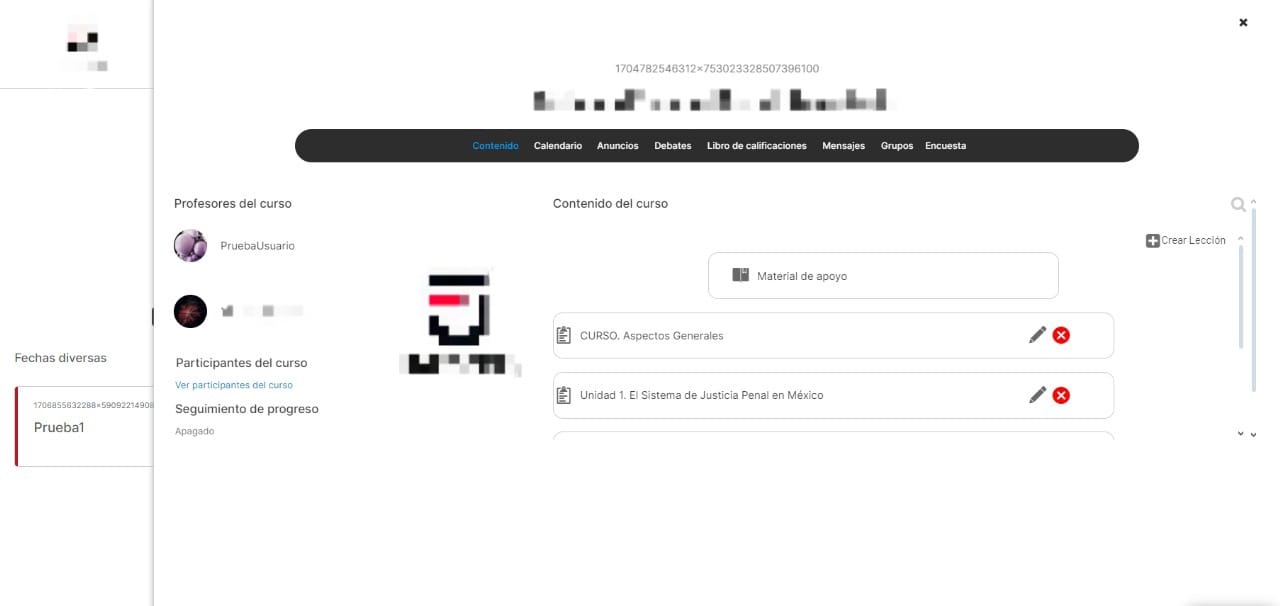 1704782546312×753023328507396100
Contenido Calendario Anuncios Debates Libro de calificaciones Mensajes Grupos Encuesta
Profesores del curso
PruebaUsuario
Participantes del curso
Ver participantes del curso
Seguimiento de progreso
Apagado
Contenido del curso
Crear Lección
Material de apoyo
CURSO. Aspectos Generales
Unidad 1. El Sistema de Justicia Penal en México
Fechas diversas
1706855632288×59092214908
Prueba1